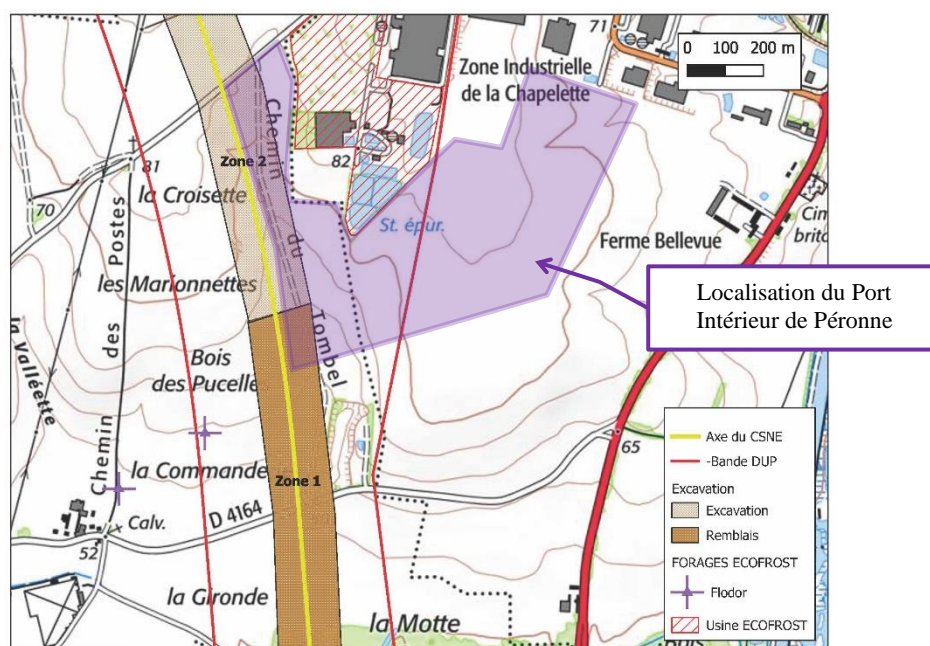 71
0 100 200 m
Zone Industrielle
de la Chapelette
Chemin
du
Tombel
Zone 2
82
81
la Croisette
70
St. épur.
Cim
brita
Ferme Bellevue
Chemin des Postes
les Marionnettes
la Valléette
Localisation du Port
Intérieur de Péronne
Bois
des Pucelle
65
la Commande
Zone 1
D 4164
Calv.
52
la Gironde
la Motte
Axe du CSNE
-Bande DUP
Excavation
Excavation
Remblais
FORAGES ECOFROST
Flodor
Usine ECOFROST